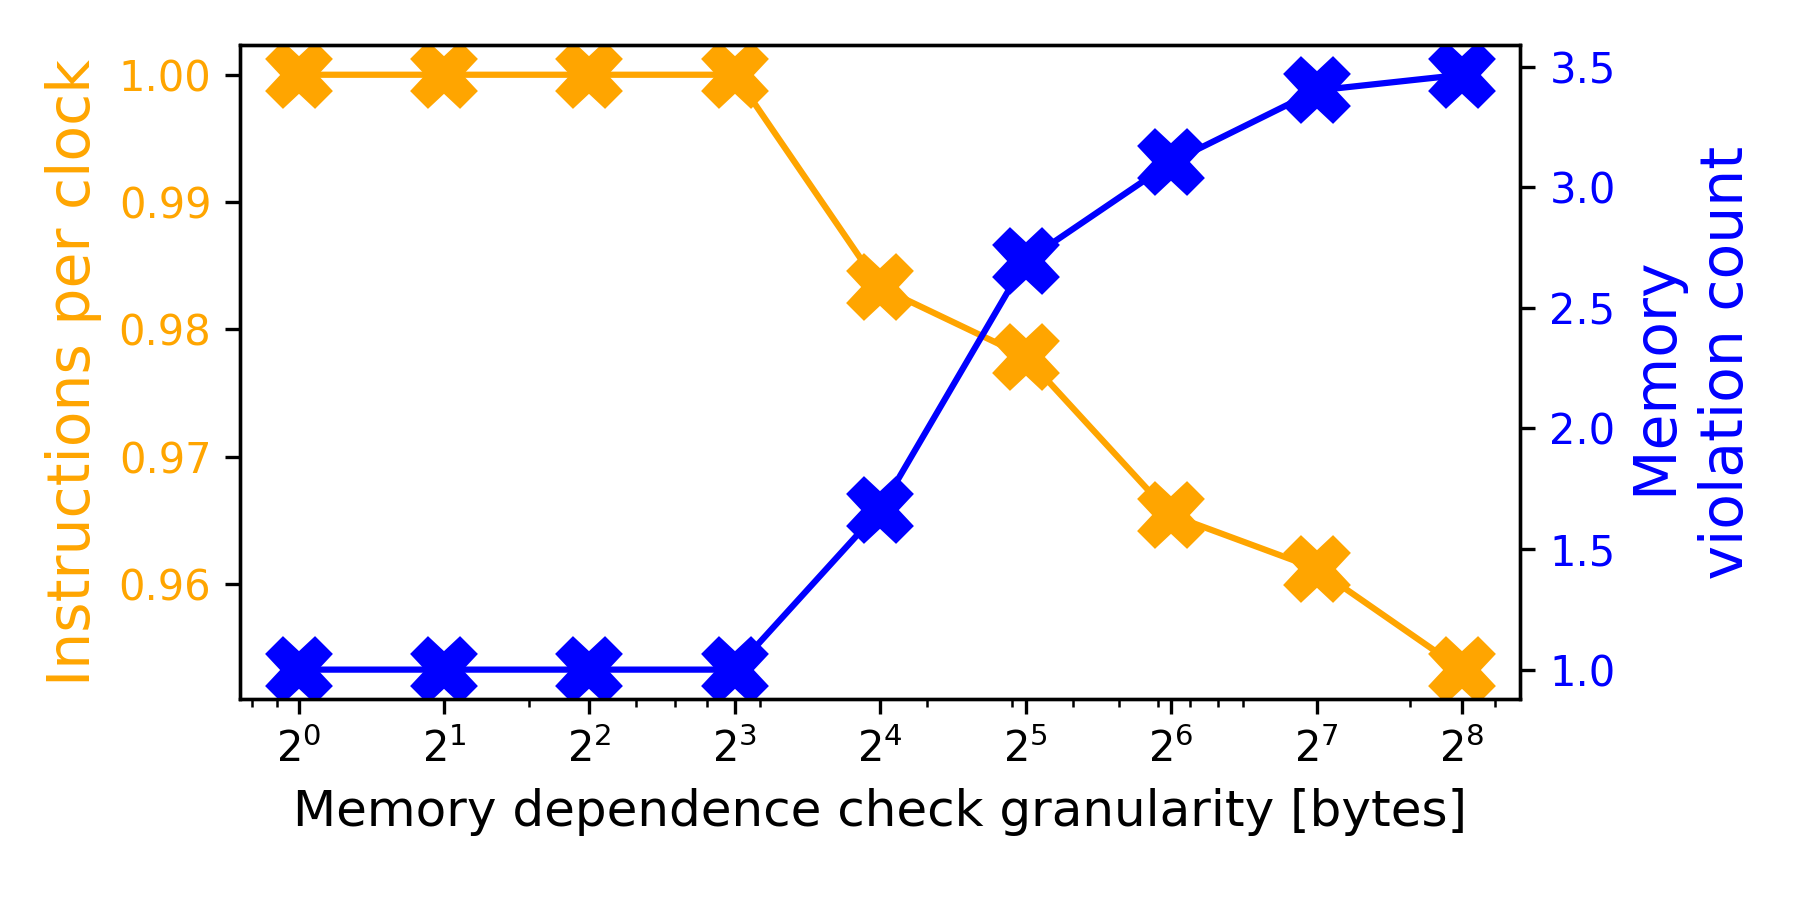 Instructions per clock
1.00
0.99
0.98
0.97
0.96
3.5
3.0
2.5
2.0
1.5
1.0
Memory
violation count
2⁰ 2¹ 2² 2³ 2⁴ 2⁵ 2⁶ 2⁷ 2⁸
Memory dependence check granularity [bytes]